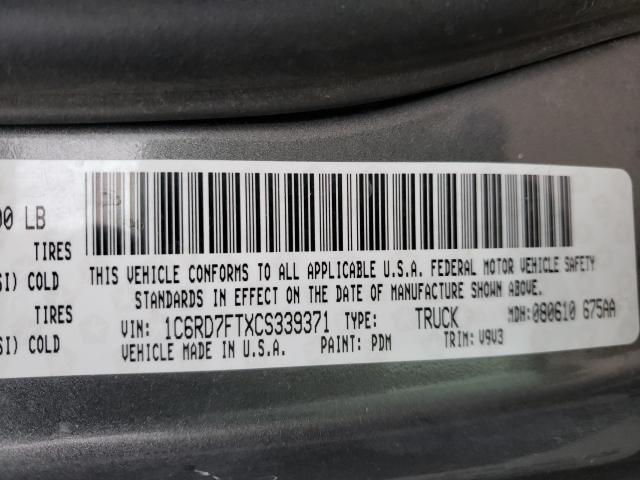 00 LB
TIRES
SI) COLD
TIRES
SI) COLD
THIS VEHICLE CONFORMS TO ALL APPLICABLE U.S.A. FEDERAL MOTOR VEHICLE SAFETY
STANDARDS IN EFFECT ON THE DATE OF MANUFACTURE SHOWN ABOVE.
VIN: 1C6RD7FTXCS339371 TYPE: TRUCK MDH: 080610 675AA
VEHICLE MADE IN U.S.A. PAINT: PDM TRIM: V9V3